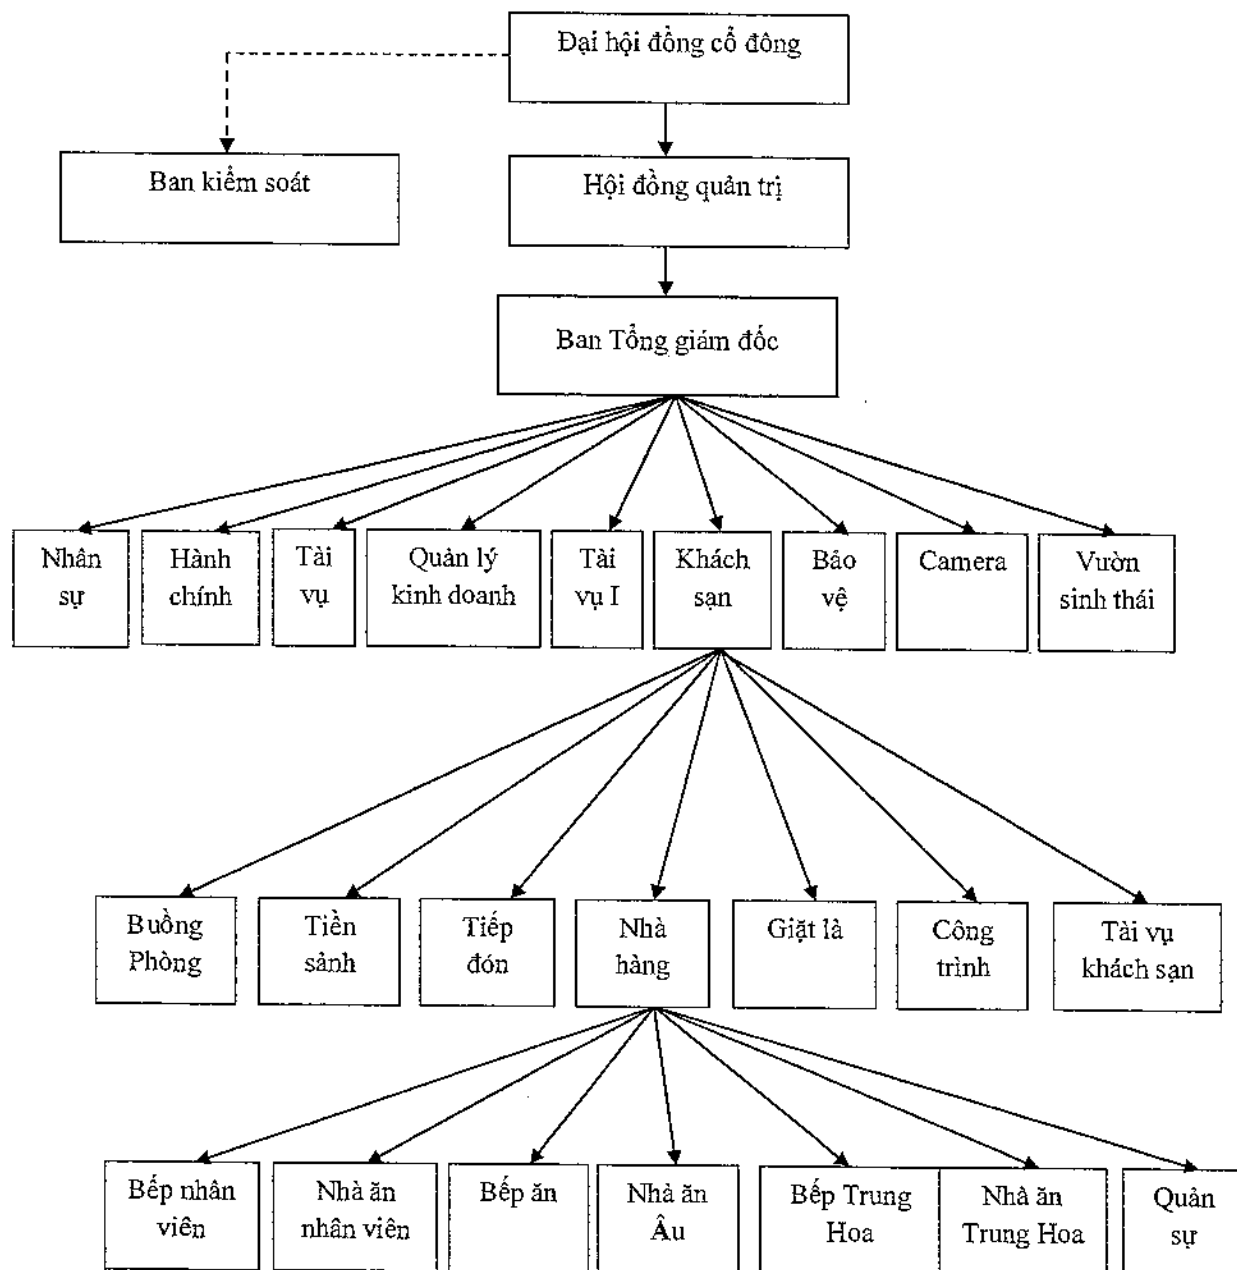 Đại hội đồng cổ đông
Ban kiểm soát
Hội đồng quản trị
Ban Tổng giám đốc
Nhân
sự
Hành
chính
Tài
vụ
Quản lý
kinh doanh
Tài
vụ I
Khách
sạn
Bảo
vệ
Camera
Vườn
sinh thái
Buồng
Phòng
Tiền
sảnh
Tiếp
đón
Nhà
hàng
Giặt là
Công
trình
Tài vụ
khách sạn
Bếp nhân
viên
Nhà ăn
nhân viên
Bếp ăn
Nhà ăn
Âu
Bếp Trung
Hoa
Nhà ăn
Trung Hoa
Quản
sự